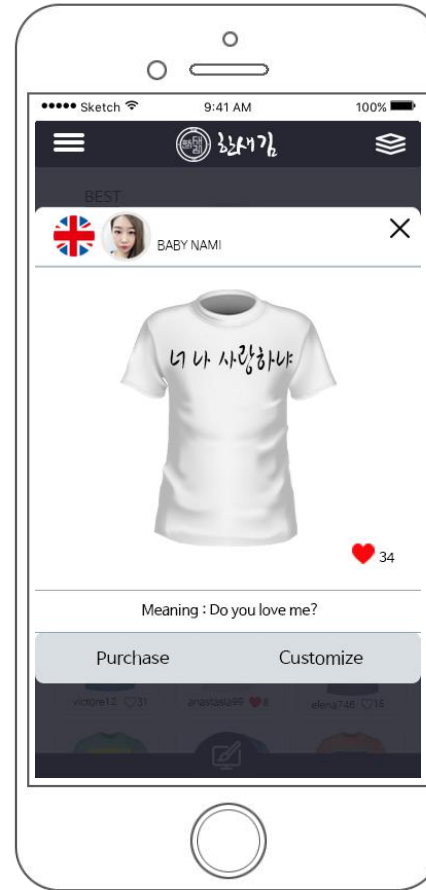 Sketch 9:41 AM 100%
한새김
BEST
BABY NAMI
너 나 사랑하냐
34
Meaning : Do you love me?
Purchase Customize
victore12 31 anastasia99 8 elena746 16